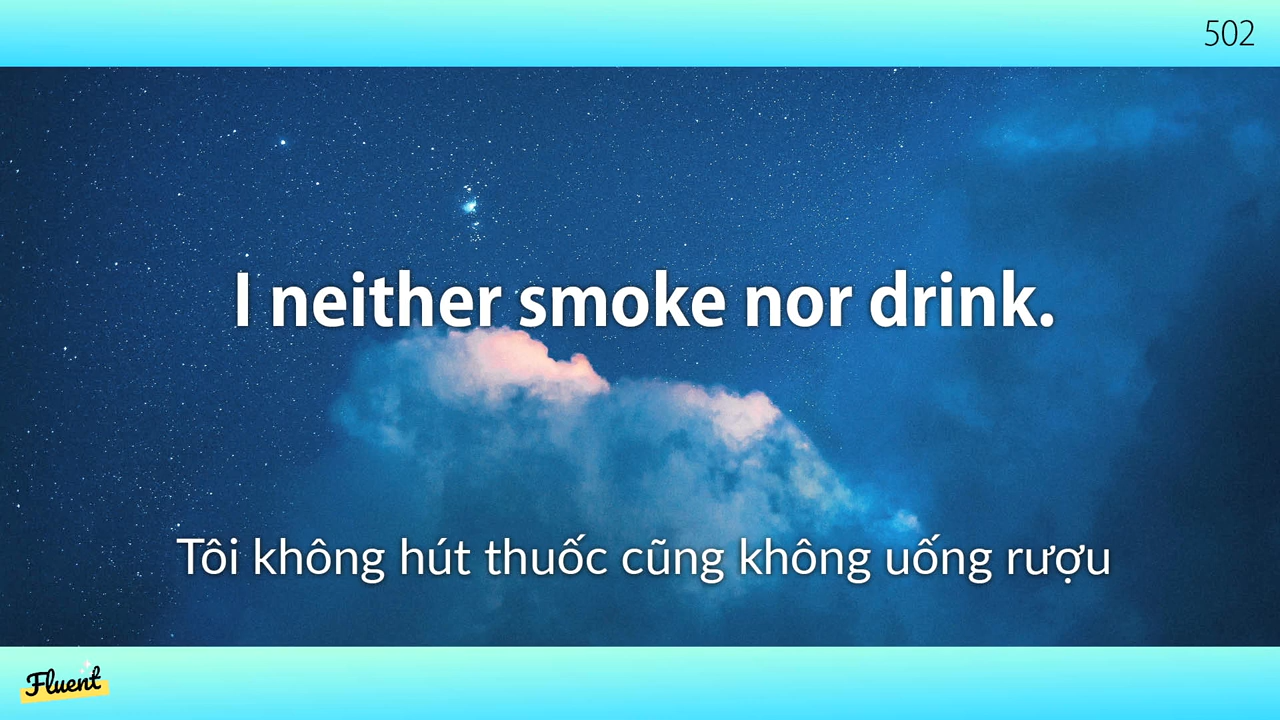 502
I neither smoke nor drink.
Tôi không hút thuốc cũng không uống rượu
Fluent